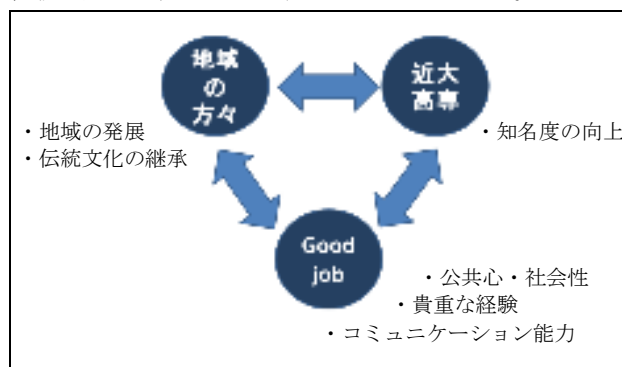 地域
の
方々
近大
高専
・地域の発展
・伝統文化の継承
・知名度の向上
Good
job
・公共心・社会性
・貴重な経験
・コミュニケーション能力